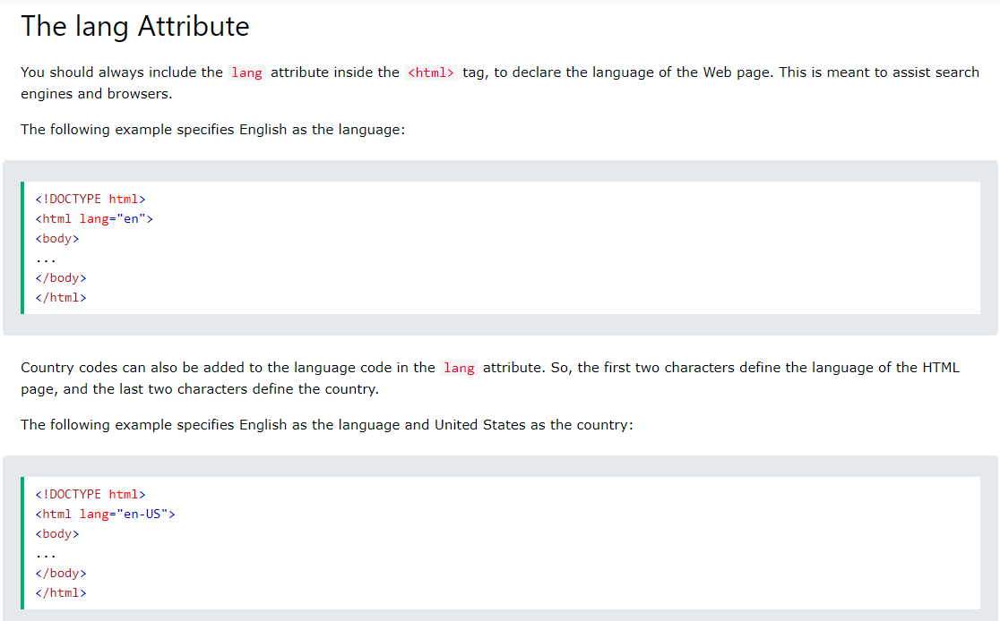 The lang Attribute
You should always include the lang attribute inside the <html> tag, to declare the language of the Web page. This is meant to assist search
engines and browsers.
The following example specifies English as the language:
<!DOCTYPE html>
<html lang="en">
<body>
...
</body>
</html>
Country codes can also be added to the language code in the lang attribute. So, the first two characters define the language of the HTML
page, and the last two characters define the country.
The following example specifies English as the language and United States as the country:
<!DOCTYPE html>
<html lang="en-US">
<body>
...
</body>
</html>